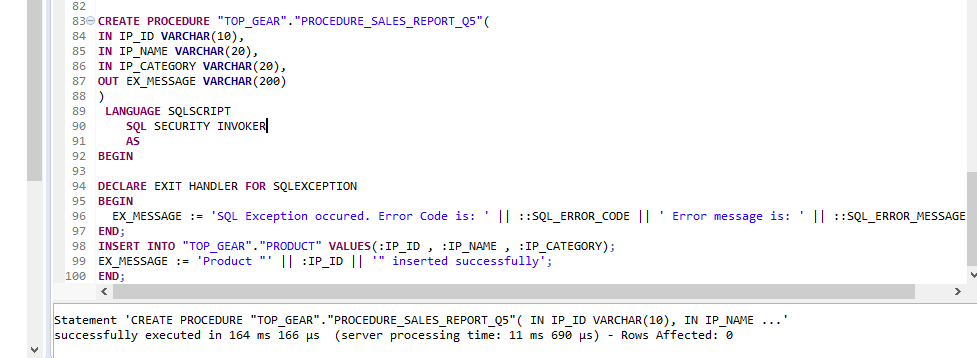 82
83 CREATE PROCEDURE "TOP_GEAR"."PROCEDURE_SALES_REPORT_Q5"(
84 IN IP_ID VARCHAR(10),
85 IN IP_NAME VARCHAR(20),
86 IN IP_CATEGORY VARCHAR(20),
87 OUT EX_MESSAGE VARCHAR(200)
88 )
89 LANGUAGE SQLSCRIPT
90 SQL SECURITY INVOKER
91 AS
92 BEGIN
93
94 DECLARE EXIT HANDLER FOR SQLEXCEPTION
95 BEGIN
96 EX_MESSAGE := 'SQL Exception occured. Error Code is: ' || ::SQL_ERROR_CODE || ' Error message is: ' || ::SQL_ERROR_MESSAGE
97 END;
98 INSERT INTO "TOP_GEAR"."PRODUCT" VALUES(:IP_ID , :IP_NAME , :IP_CATEGORY);
99 EX_MESSAGE := 'Product "' || :IP_ID || '" inserted successfully';
100 END;
Statement 'CREATE PROCEDURE "TOP_GEAR"."PROCEDURE_SALES_REPORT_Q5"( IN IP_ID VARCHAR(10), IN IP_NAME ...'
successfully executed in 164 ms 166 µs (server processing time: 11 ms 690 µs) - Rows Affected: 0